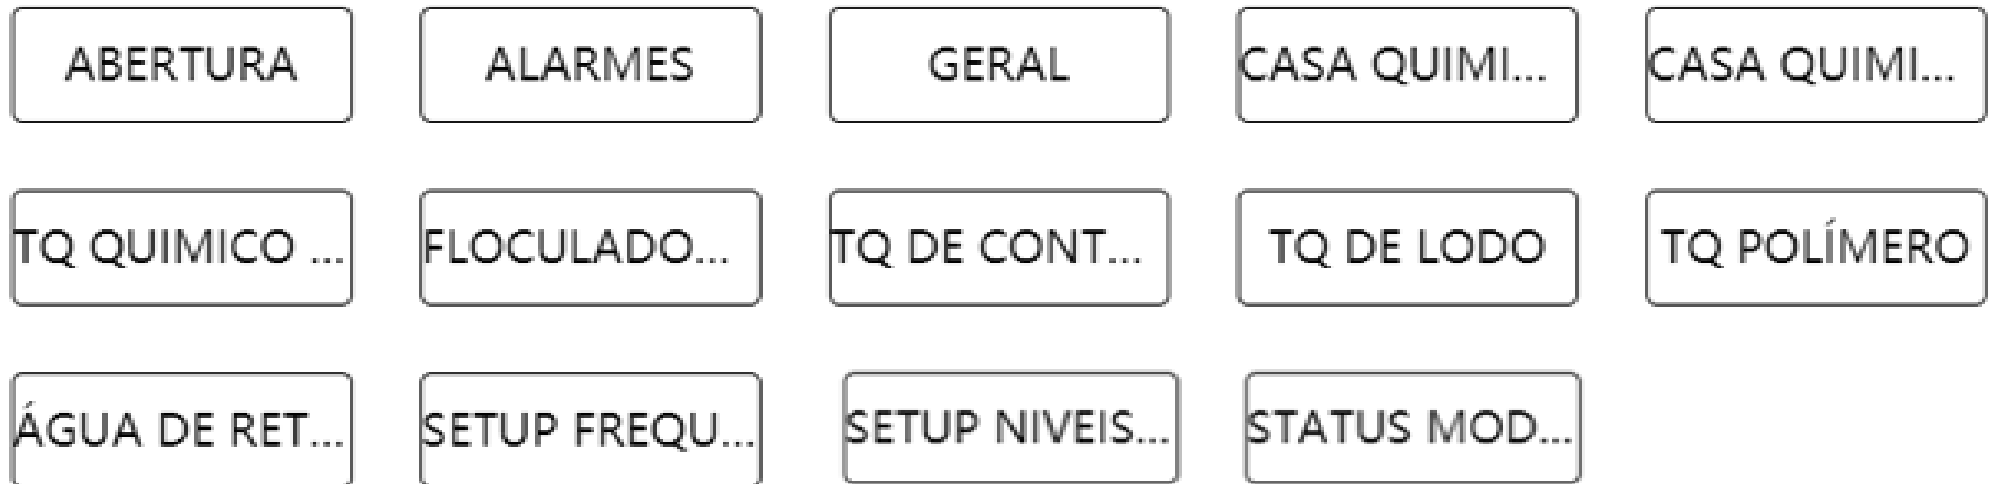 ABERTURA
ALARMES
GERAL
CASA QUIMI...
CASA QUIMI...
TQ QUIMICO ...
FLOCULADO...
TQ DE CONT...
TQ DE LODO
TQ POLÍMERO
ÁGUA DE RET...
SETUP FREQU...
SETUP NIVEIS...
STATUS MOD...